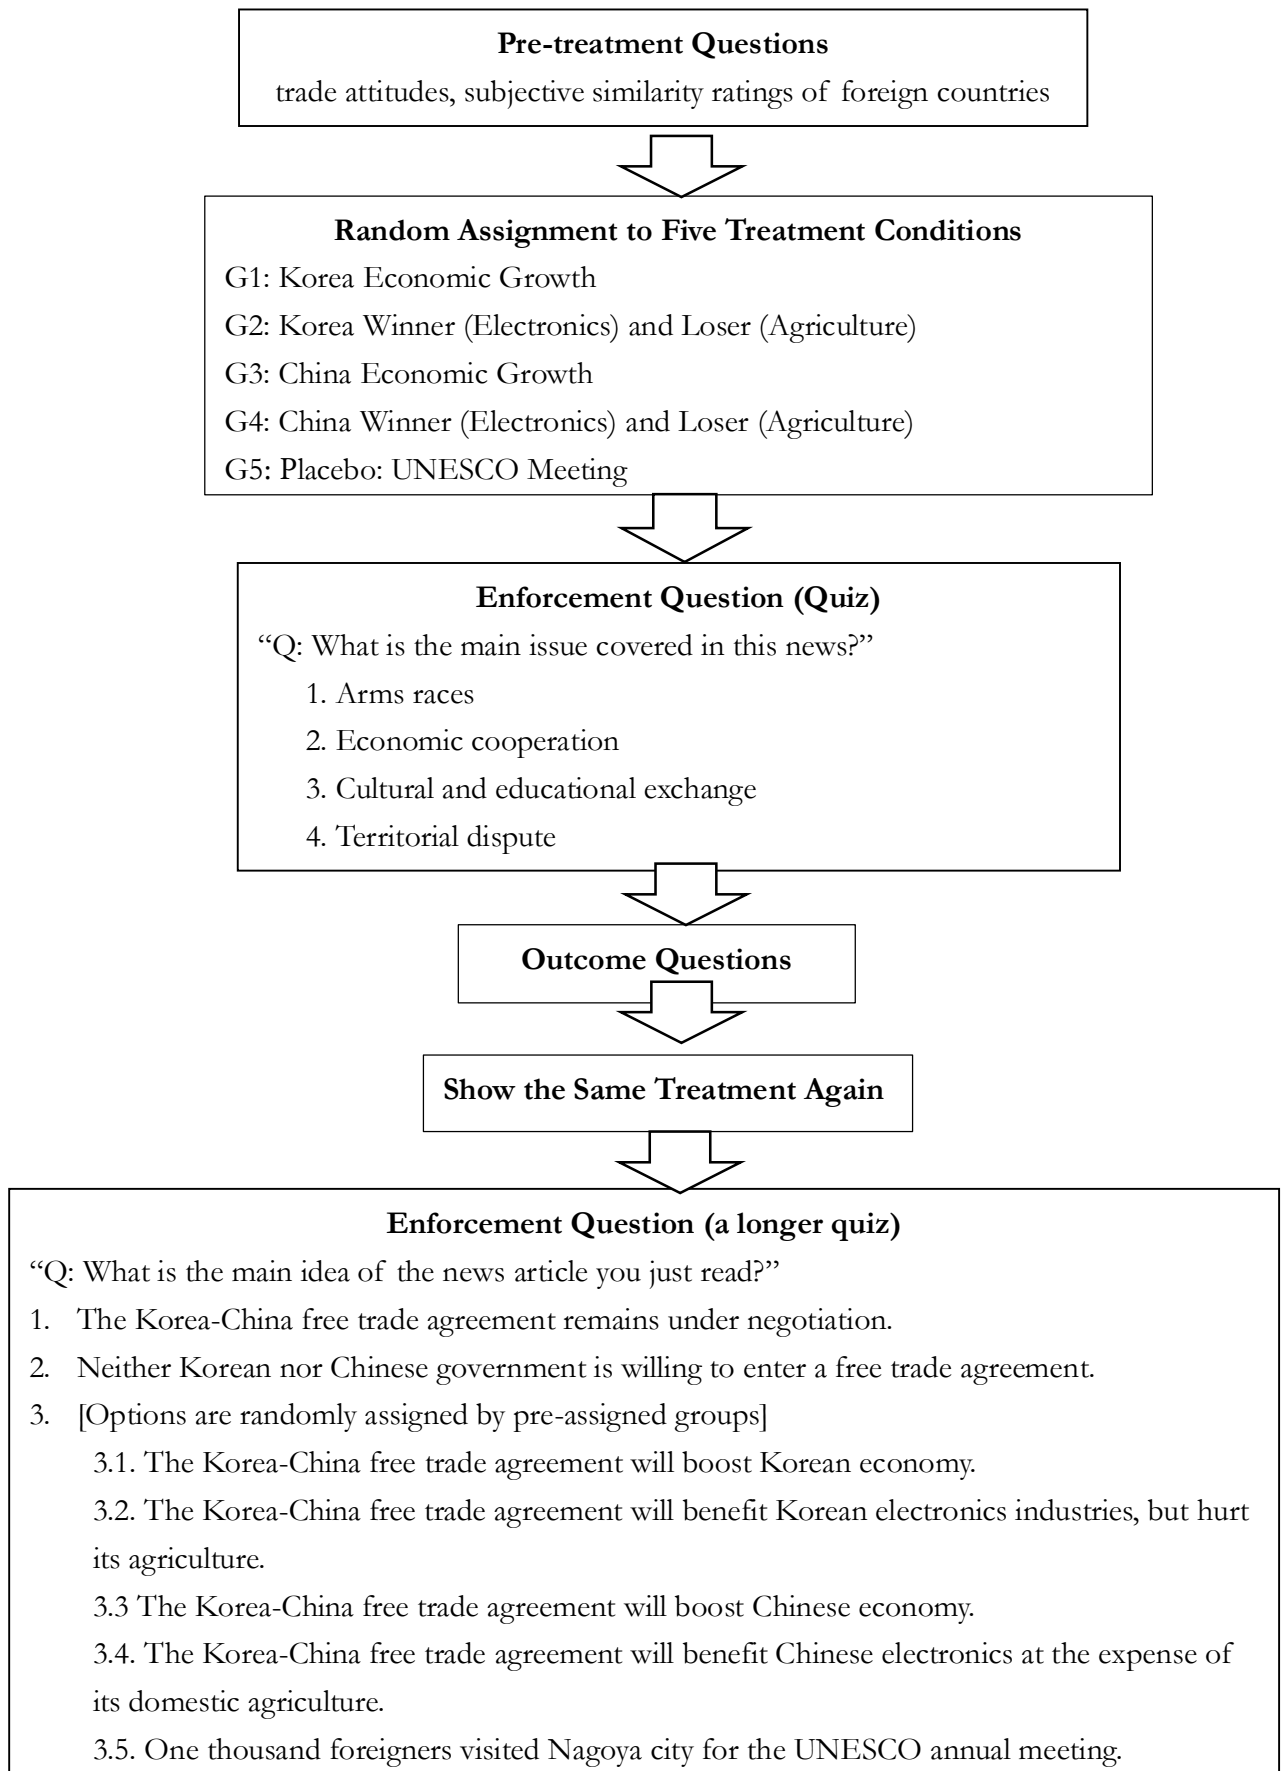 Pre-treatment Questions
trade attitudes, subjective similarity ratings of foreign countries
Random Assignment to Five Treatment Conditions
G1: Korea Economic Growth
G2: Korea Winner (Electronics) and Loser (Agriculture)
G3: China Economic Growth
G4: China Winner (Electronics) and Loser (Agriculture)
G5: Placebo: UNESCO Meeting
Enforcement Question (Quiz)
“Q: What is the main issue covered in this news?”
1. Arms races
2. Economic cooperation
3. Cultural and educational exchange
4. Territorial dispute
Outcome Questions
Show the Same Treatment Again
Enforcement Question (a longer quiz)
“Q: What is the main idea of the news article you just read?”
1. The Korea-China free trade agreement remains under negotiation.
2. Neither Korean nor Chinese government is willing to enter a free trade agreement.
3. [Options are randomly assigned by pre-assigned groups]
3.1. The Korea-China free trade agreement will boost Korean economy.
3.2. The Korea-China free trade agreement will benefit Korean electronics industries, but hurt
its agriculture.
3.3 The Korea-China free trade agreement will boost Chinese economy.
3.4. The Korea-China free trade agreement will benefit Chinese electronics at the expense of
its domestic agriculture.
3.5. One thousand foreigners visited Nagoya city for the UNESCO annual meeting.